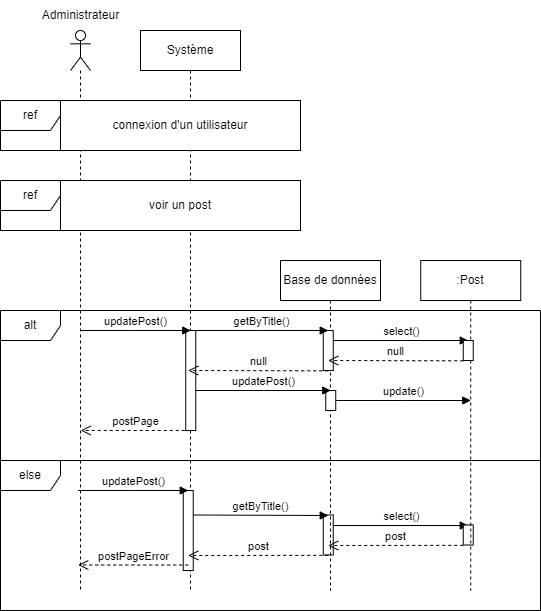 Administrateur
Système
ref
connexion d'un utilisateur
ref
voir un post
Base de données
:Post
alt
updatePost()
getByTitle()
select()
null
null
updatePost()
update()
postPage
else
updatePost()
getByTitle()
select()
post
post
postPageError